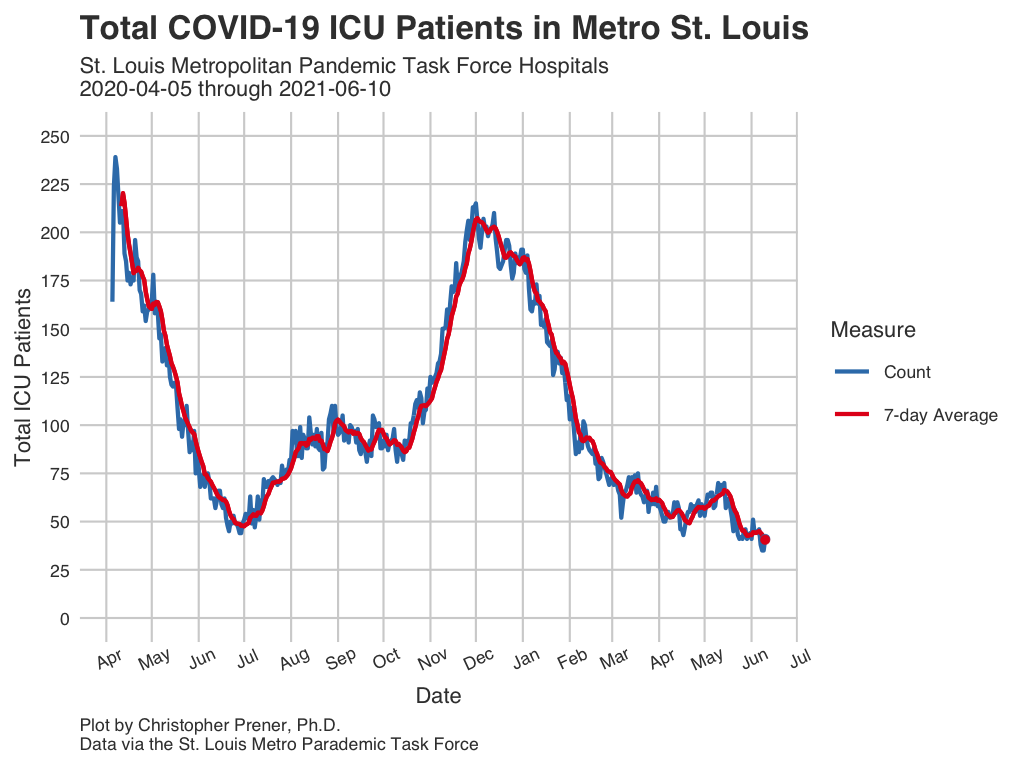 Total COVID-19 ICU Patients in Metro St. Louis
St. Louis Metropolitan Pandemic Task Force Hospitals
2020-04-05 through 2021-06-10
250
225
200
175
150
125
100
75
50
25
0
Total ICU Patients
Apr May Jun Jul Aug Sep Oct Nov Dec Jan Feb Mar Apr May Jun Jul
Date
Measure
Count
7-day Average
Plot by Christopher Prener, Ph.D.
Data via the St. Louis Metro Parademic Task Force